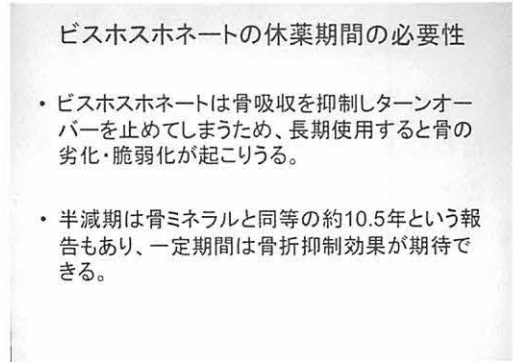 ビスホスホネートの休薬期間の必要性
・ビスホスホネートは骨吸収を抑制しターンオー
バーを止めてしまうため、長期使用すると骨の
劣化・脆弱化が起こりうる。
・半減期は骨ミネラルと同等の約10.5年という報
告もあり、一定期間は骨折抑制効果が期待で
きる。